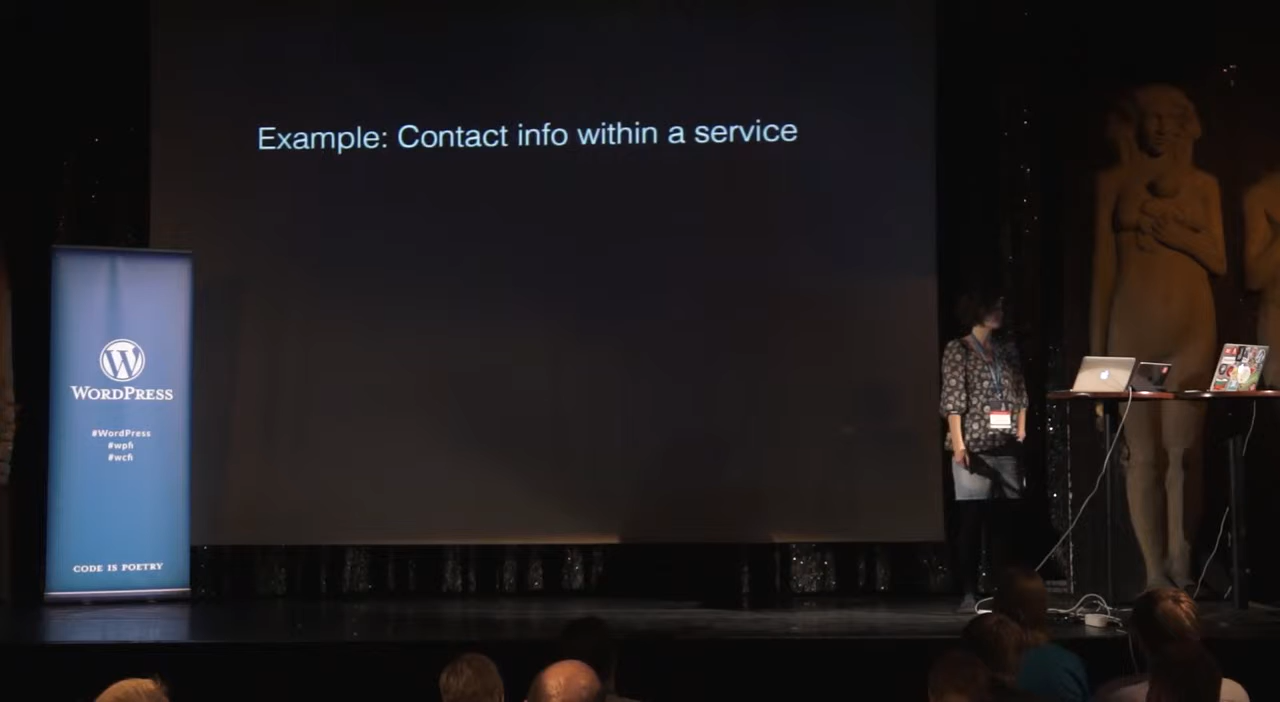 Example: Contact info within a service
WORDPRESS
#WordPress
#wpfi
#wcfi
CODE IS POETRY